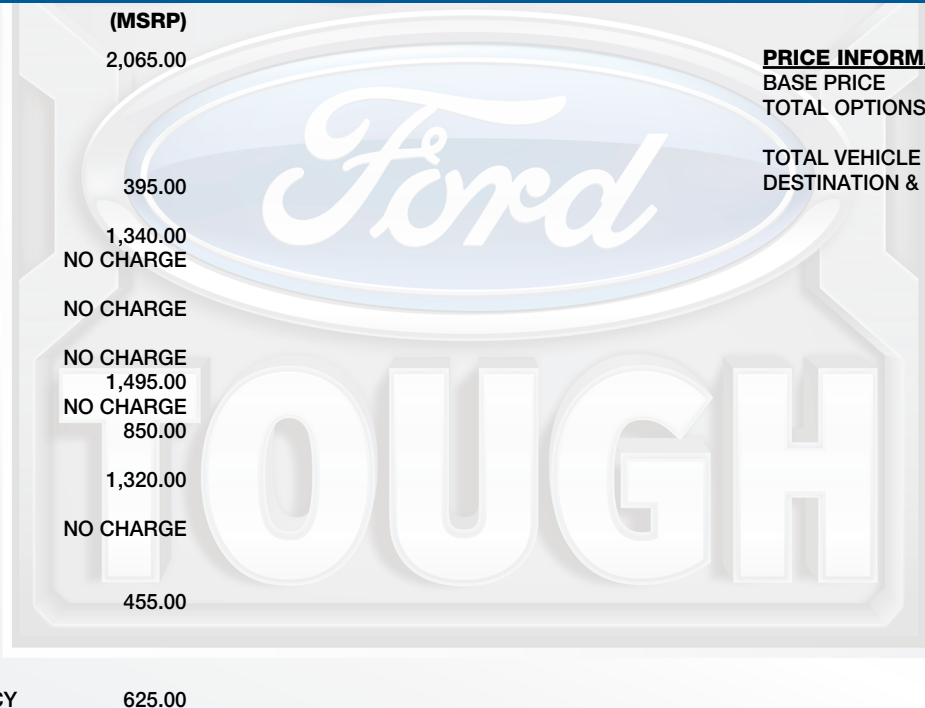 (MSRP)
2,065.00
395.00
1,340.00
NO CHARGE
NO CHARGE
NO CHARGE
1,495.00
NO CHARGE
850.00
1,320.00
NO CHARGE
455.00
CY 625.00
PRICE INFORMA
BASE PRICE
TOTAL OPTIONS
TOTAL VEHICLE
DESTINATION &
Ford
TOUGH